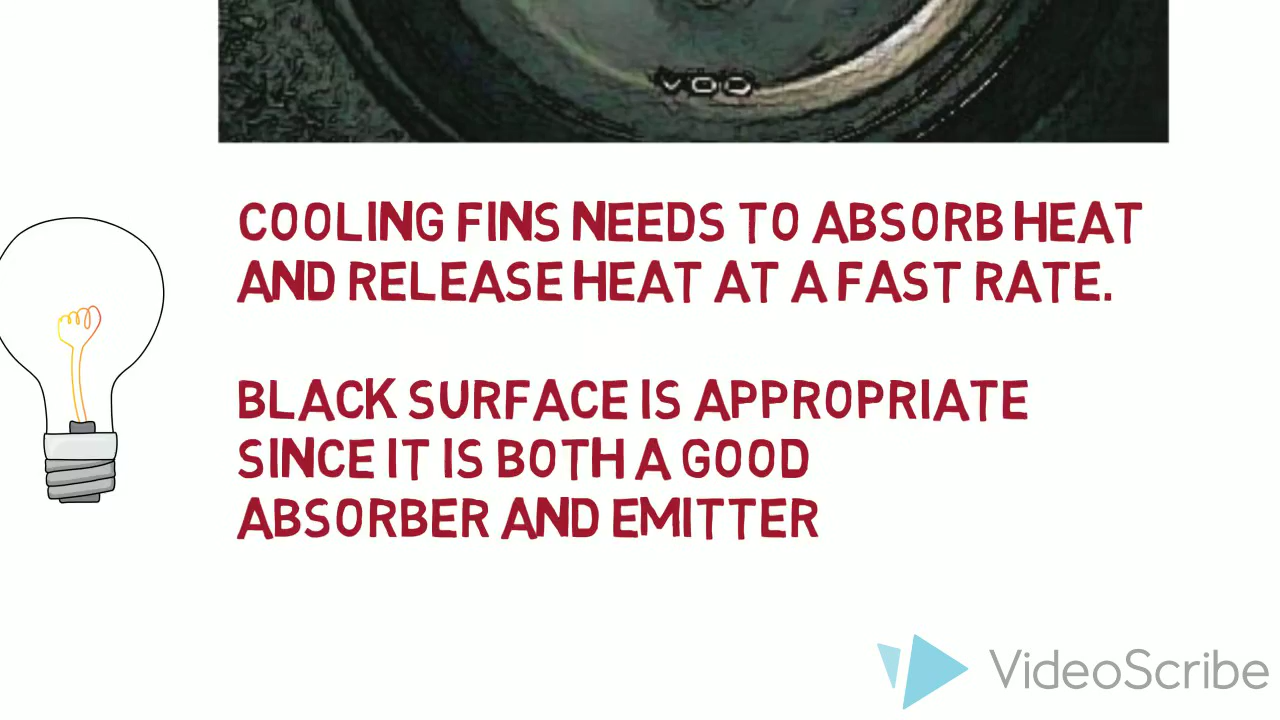 VDO
COOLING FINS NEEDS TO ABSORB HEAT
AND RELEASE HEAT AT A FAST RATE.
BLACK SURFACE IS APPROPRIATE
SINCE IT IS BOTH A GOOD
ABSORBER AND EMITTER
VideoScribe